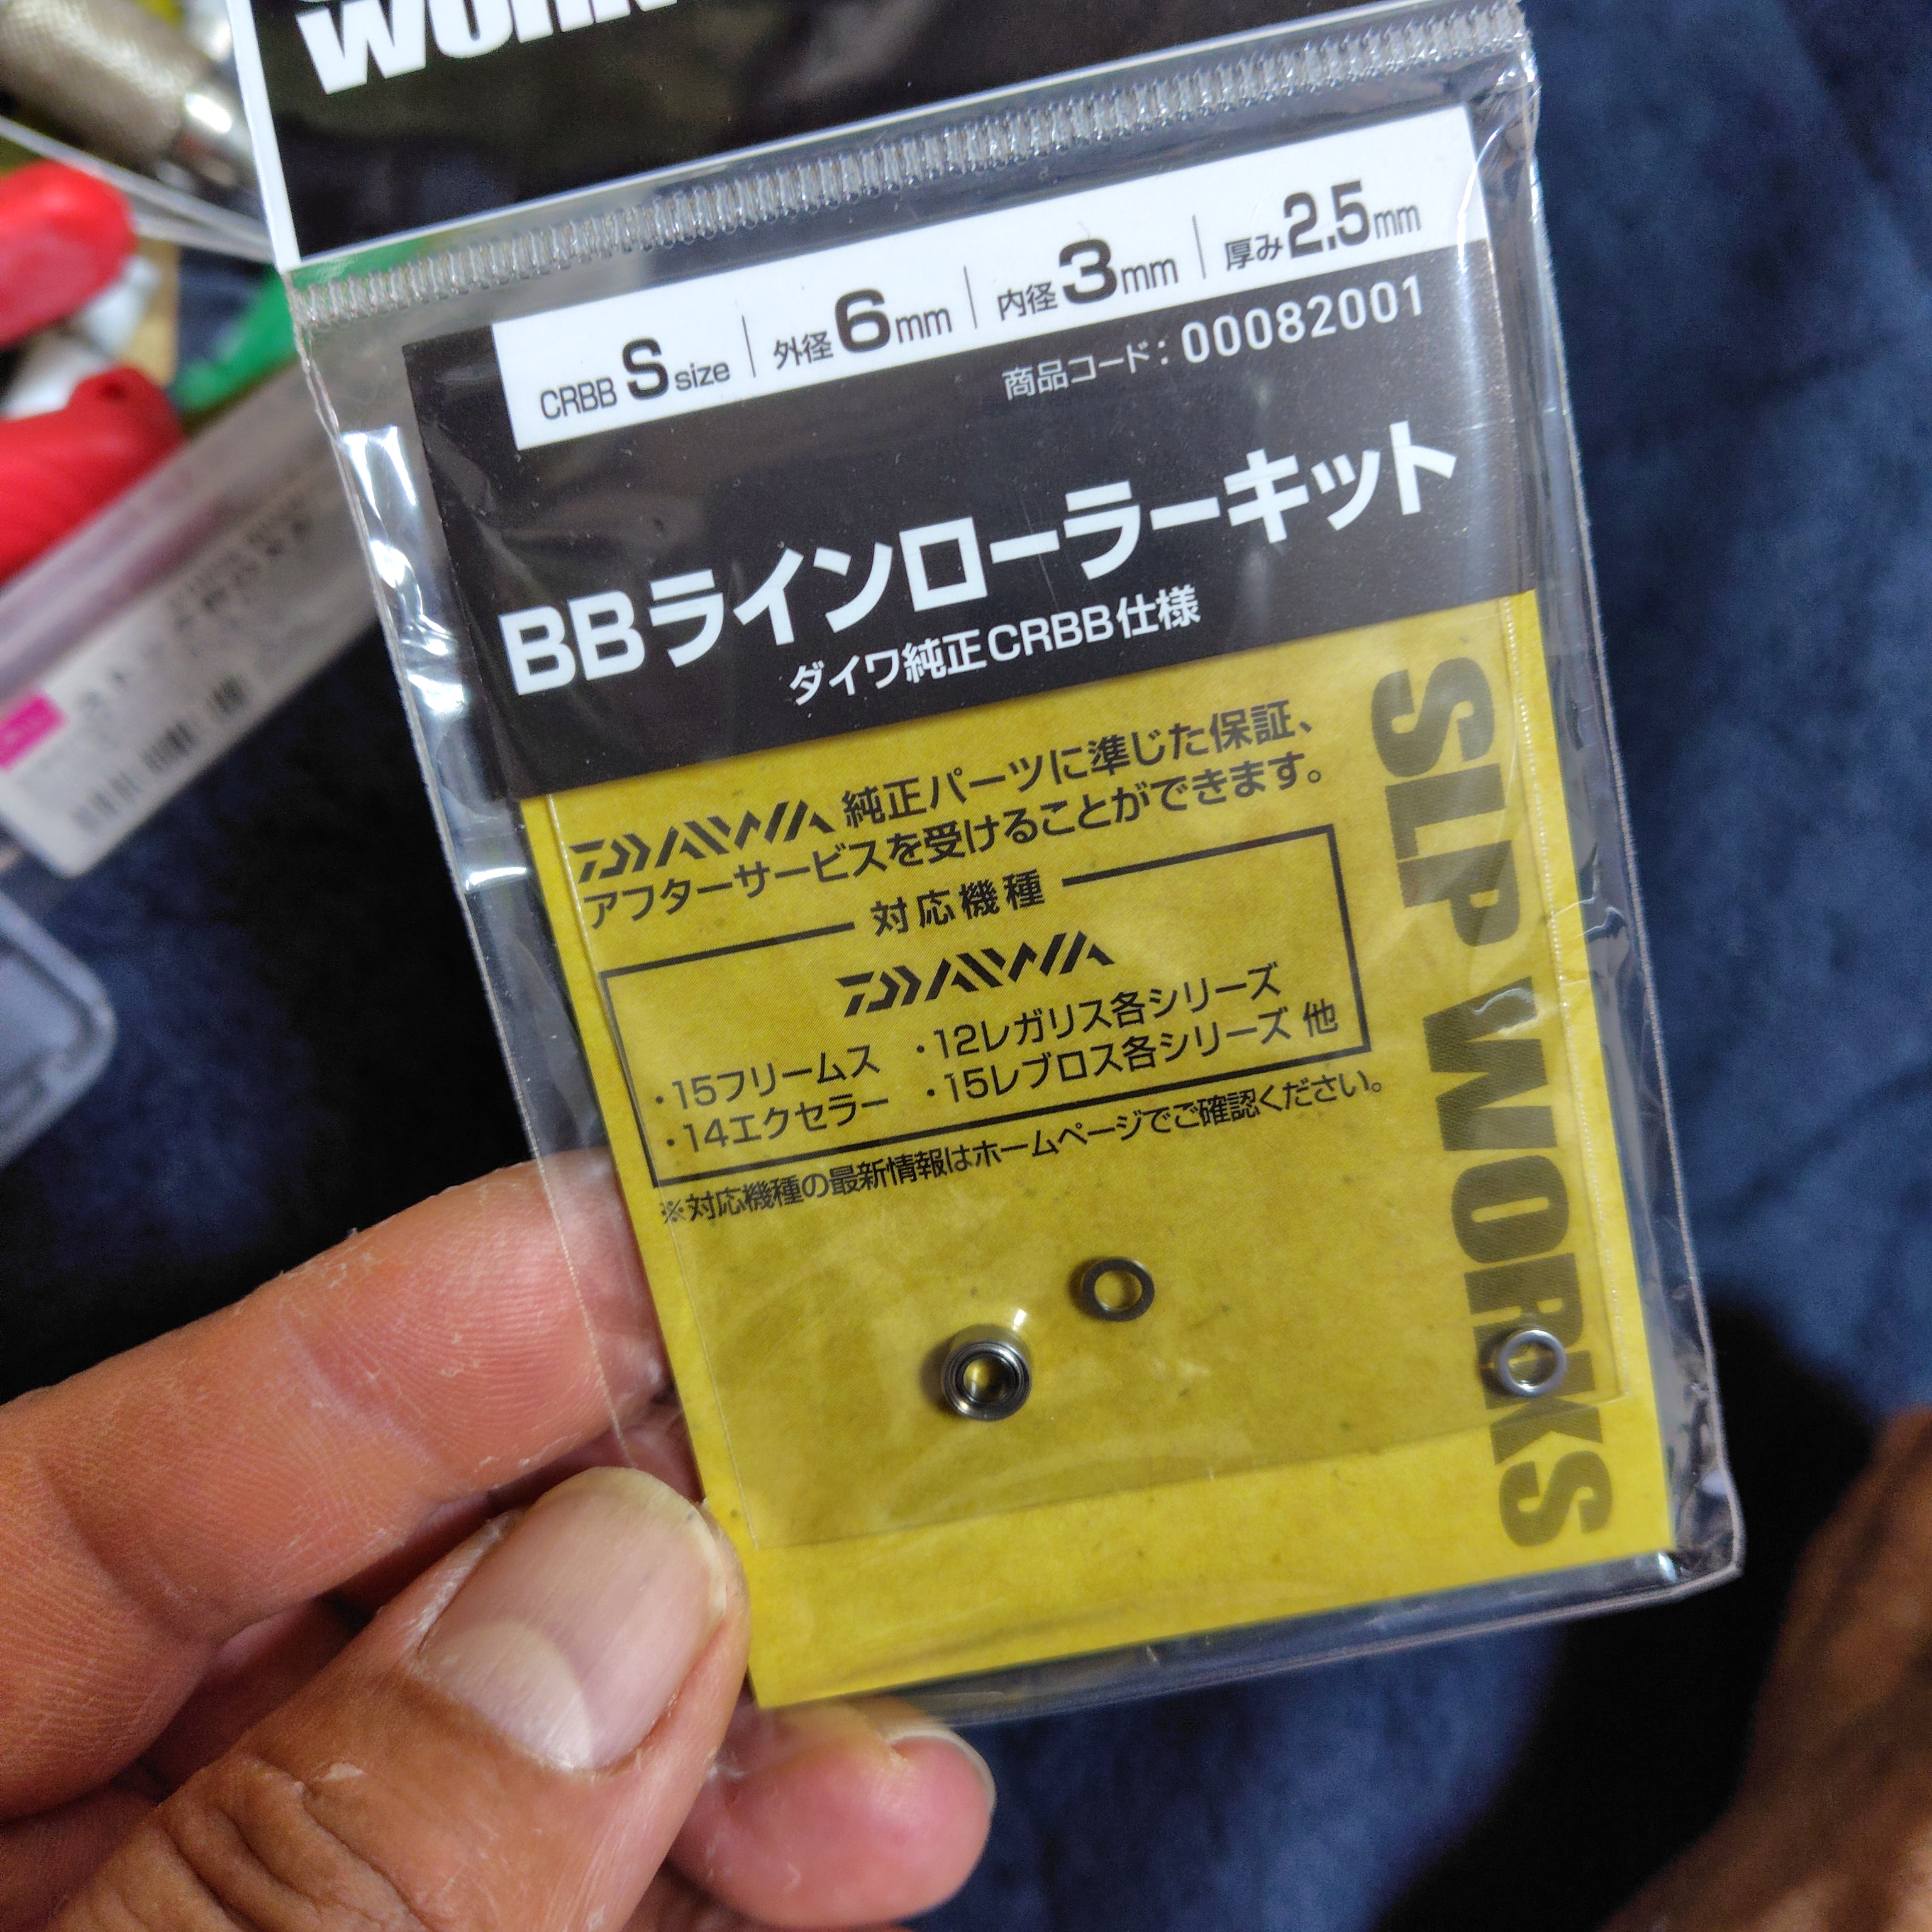 WORKS
CRBB S size 外径6mm 内径3mm 厚み2.5mm
商品コード：00082001
BBラインローラーキット
ダイワ純正CRBB仕様
DAIWA 純正パーツに準じた保証、
アフターサービスを受けることができます。
対応機種
DAIWA
・15フリームス ・12レガリス各シリーズ
・14エクセラー ・15レブロス各シリーズ 他
※対応機種の最新情報はホームページでご確認ください。
SLP WORKS